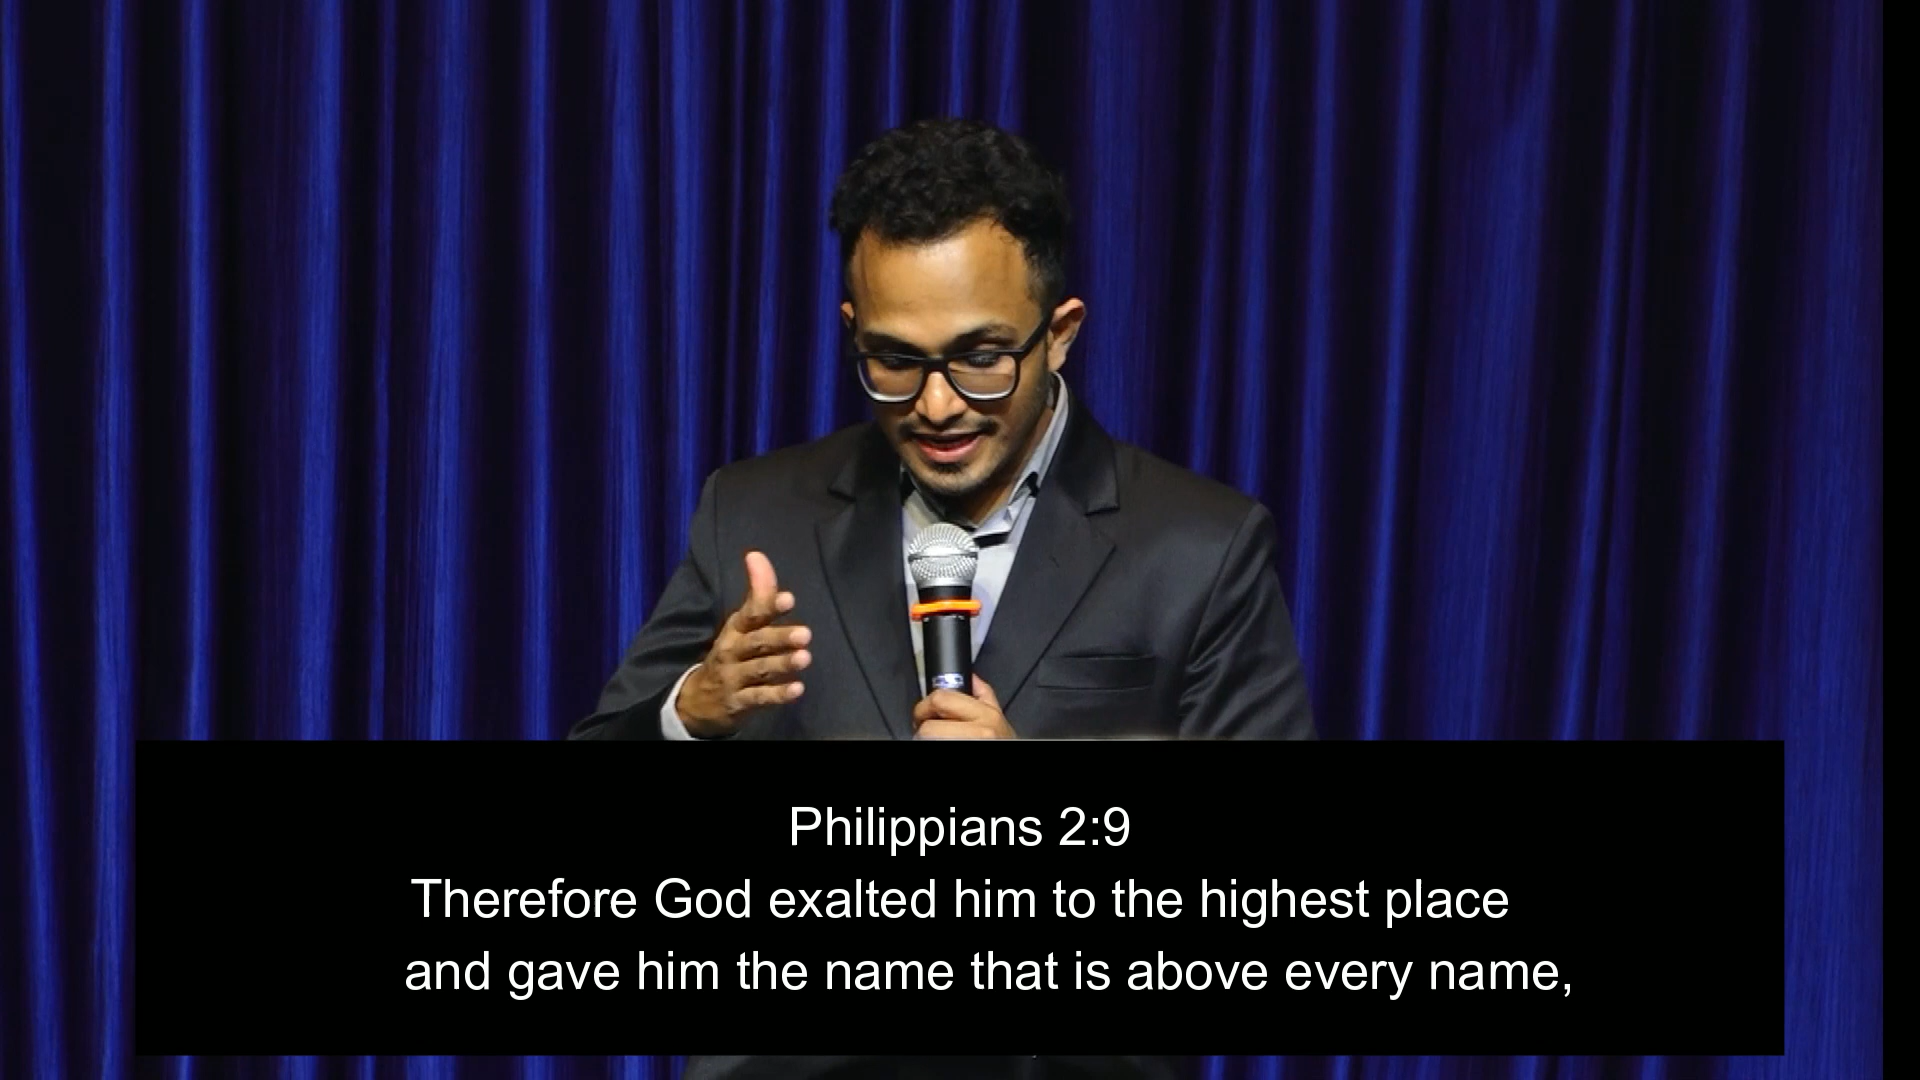 Philippians 2:9
Therefore God exalted him to the highest place
and gave him the name that is above every name,